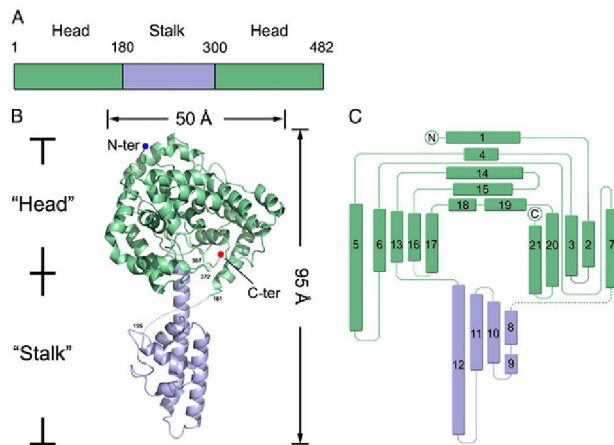 A
Head Stalk Head
1 180 300 482
B
50 Å
N-ter
"Head"
C-ter
367
372
181
195
95 Å
"Stalk"
C
N
1
4
14
15
18 19
C
5 6 13 16 17 21 20 3 2 7
12 11 10 8
9